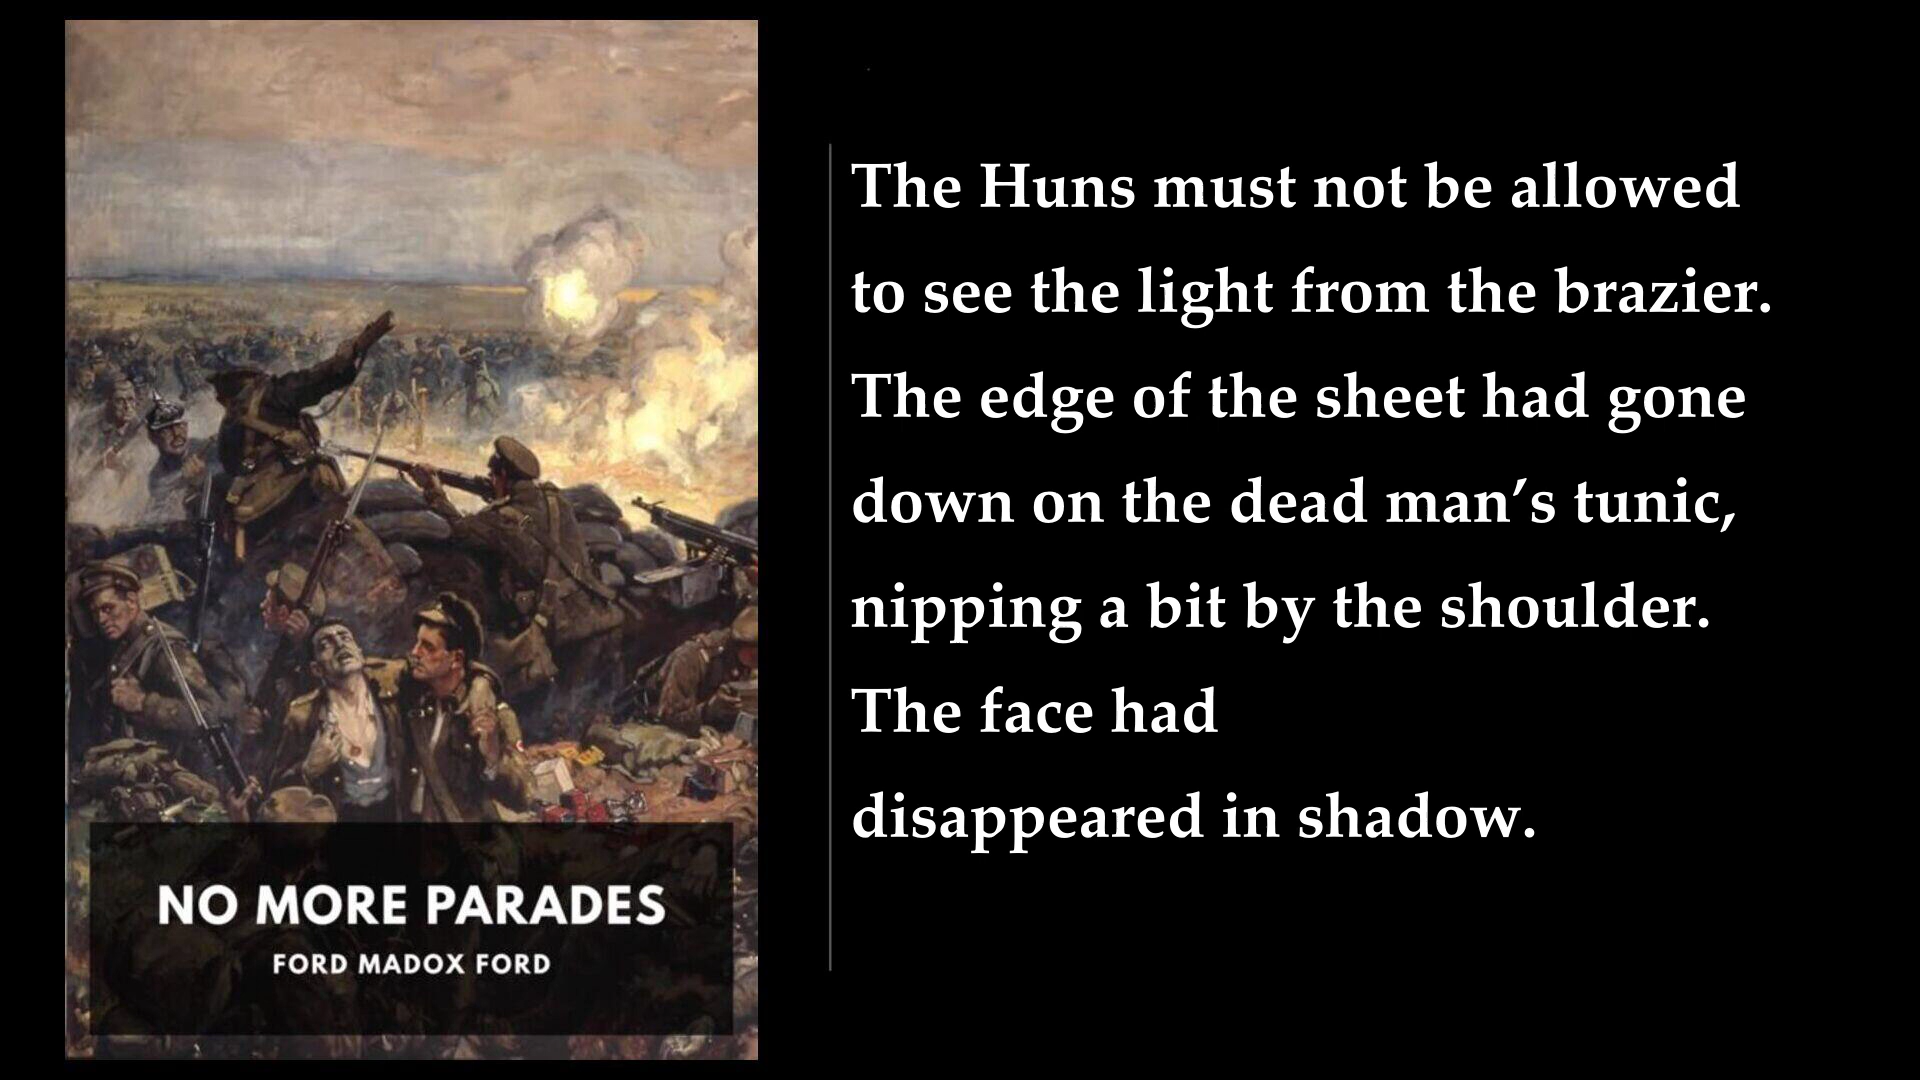 The Huns must not be allowed
to see the light from the brazier.
The edge of the sheet had gone
down on the dead man’s tunic,
nipping a bit by the shoulder.
The face had
disappeared in shadow.
NO MORE PARADES
FORD MADOX FORD